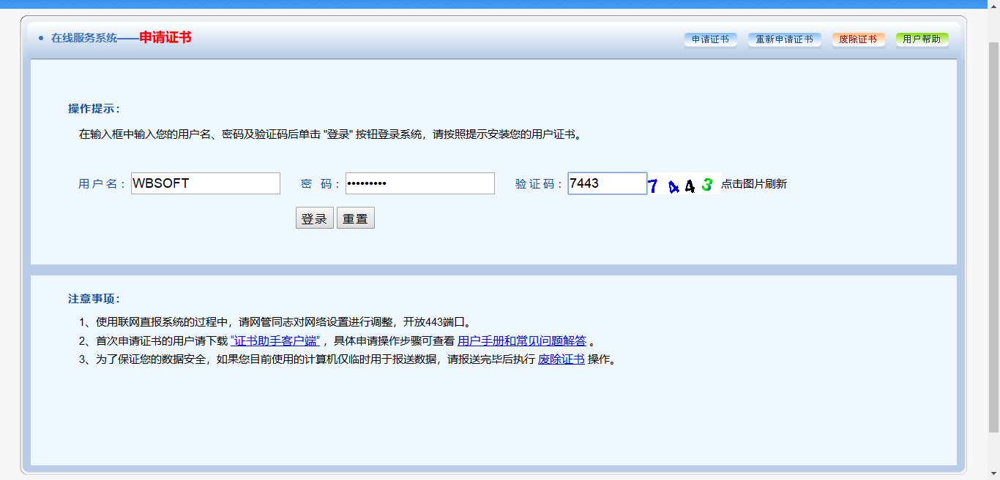 • 在线服务系统——申请证书
申请证书 重新申请证书 废除证书 用户帮助
操作提示：
在输入框中输入您的用户名、密码及验证码后单击 "登录" 按钮登录系统，请按照提示安装您的用户证书。
用户名： WBSOFT 密 码： ••••••••• 验证码： 7443 7443 点击图片刷新
登录 重置
注意事项：
1、使用联网直报系统的过程中，请网管同志对网络设置进行调整，开放443端口。
2、首次申请证书的用户请下载 “证书助手客户端” ，具体申请操作步骤可查看 用户手册和常见问题解答 。
3、为了保证您的数据安全，如果您目前使用的计算机仅临时用于报送数据，请报送完毕后执行 废除证书 操作。